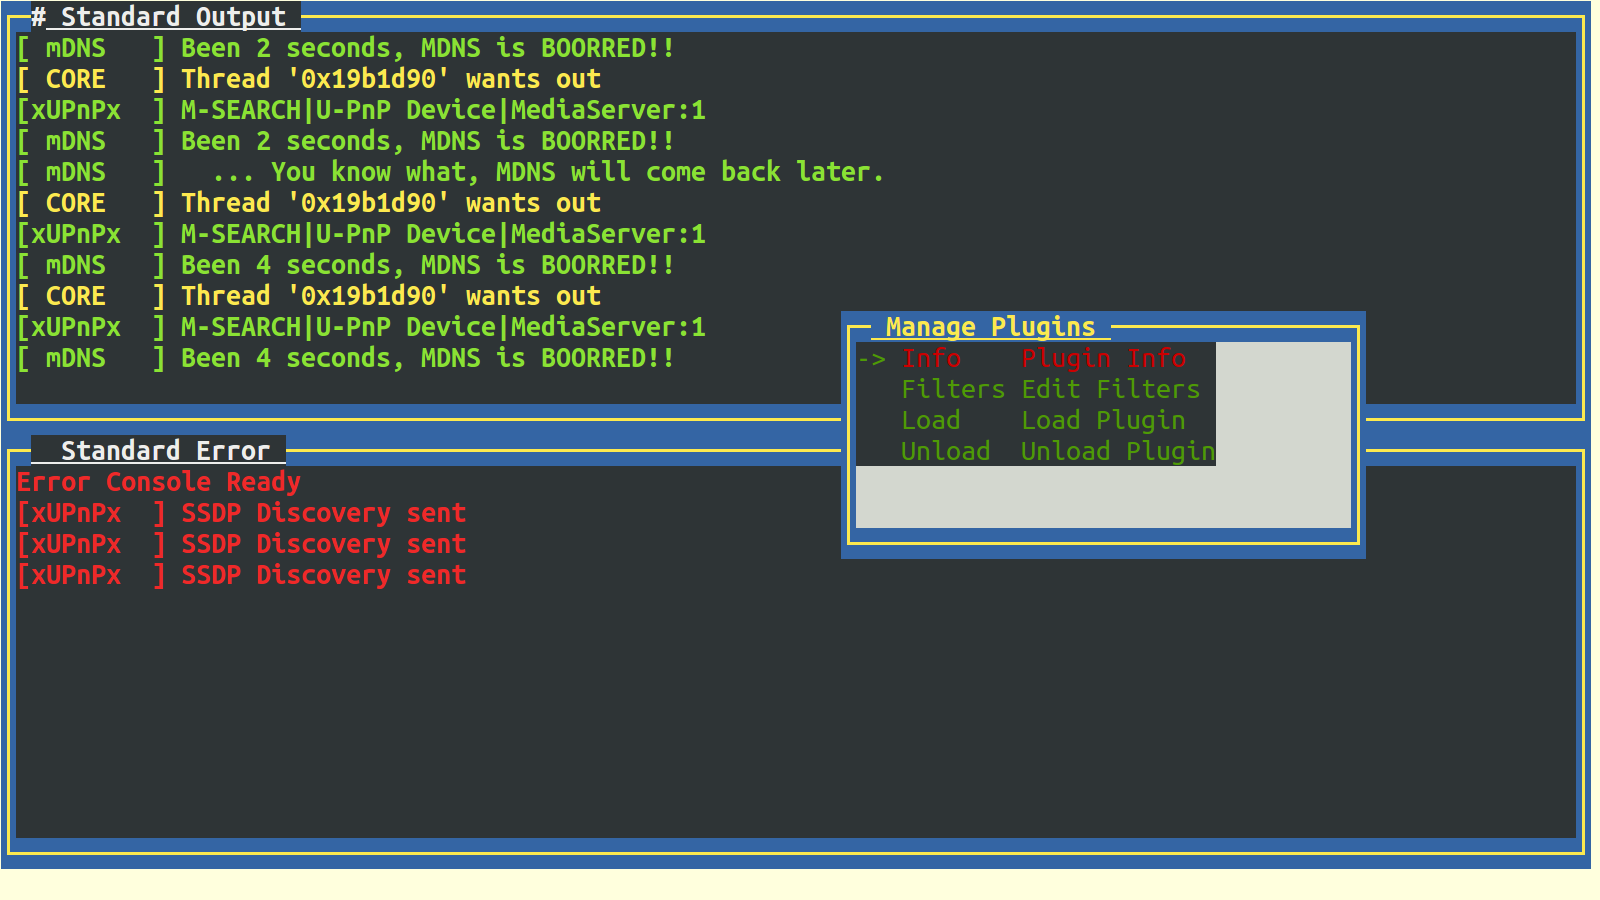 # Standard Output
[ mDNS   ] Been 2 seconds, MDNS is BOORRED!!
[ CORE   ] Thread '0x19b1d90' wants out
[xUPnPx  ] M-SEARCH|U-PnP Device|MediaServer:1
[ mDNS   ] Been 2 seconds, MDNS is BOORRED!!
[ mDNS   ]   ... You know what, MDNS will come back later.
[ CORE   ] Thread '0x19b1d90' wants out
[xUPnPx  ] M-SEARCH|U-PnP Device|MediaServer:1
[ mDNS   ] Been 4 seconds, MDNS is BOORRED!!
[ CORE   ] Thread '0x19b1d90' wants out
[xUPnPx  ] M-SEARCH|U-PnP Device|MediaServer:1
[ mDNS   ] Been 4 seconds, MDNS is BOORRED!!
Manage Plugins
-> Info    Plugin Info
   Filters Edit Filters
   Load    Load Plugin
   Unload  Unload Plugin
Standard Error
Error Console Ready
[xUPnPx  ] SSDP Discovery sent
[xUPnPx  ] SSDP Discovery sent
[xUPnPx  ] SSDP Discovery sent